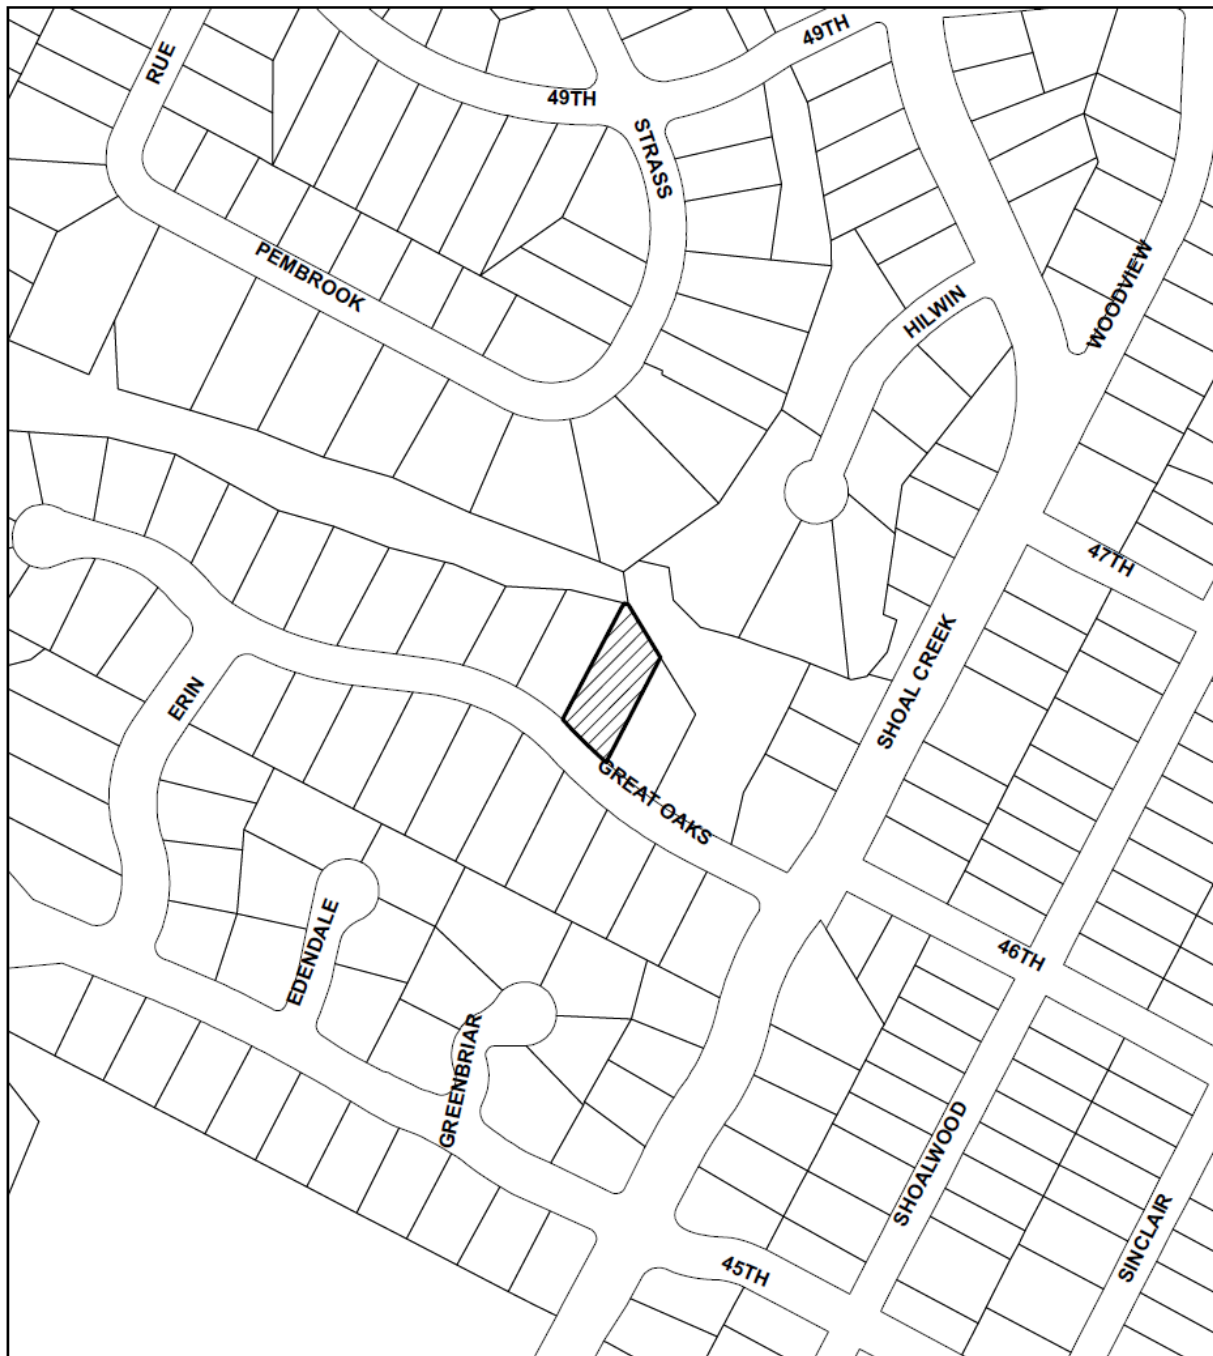 49TH
RUE
49TH
STRASS
PEMBROOK
WOODVIEW
HILWIN
47TH
SHOAL CREEK
ERIN
GREAT OAKS
EDENDALE
46TH
GREENBRIAR
SHOALWOOD
SINCLAIR
45TH